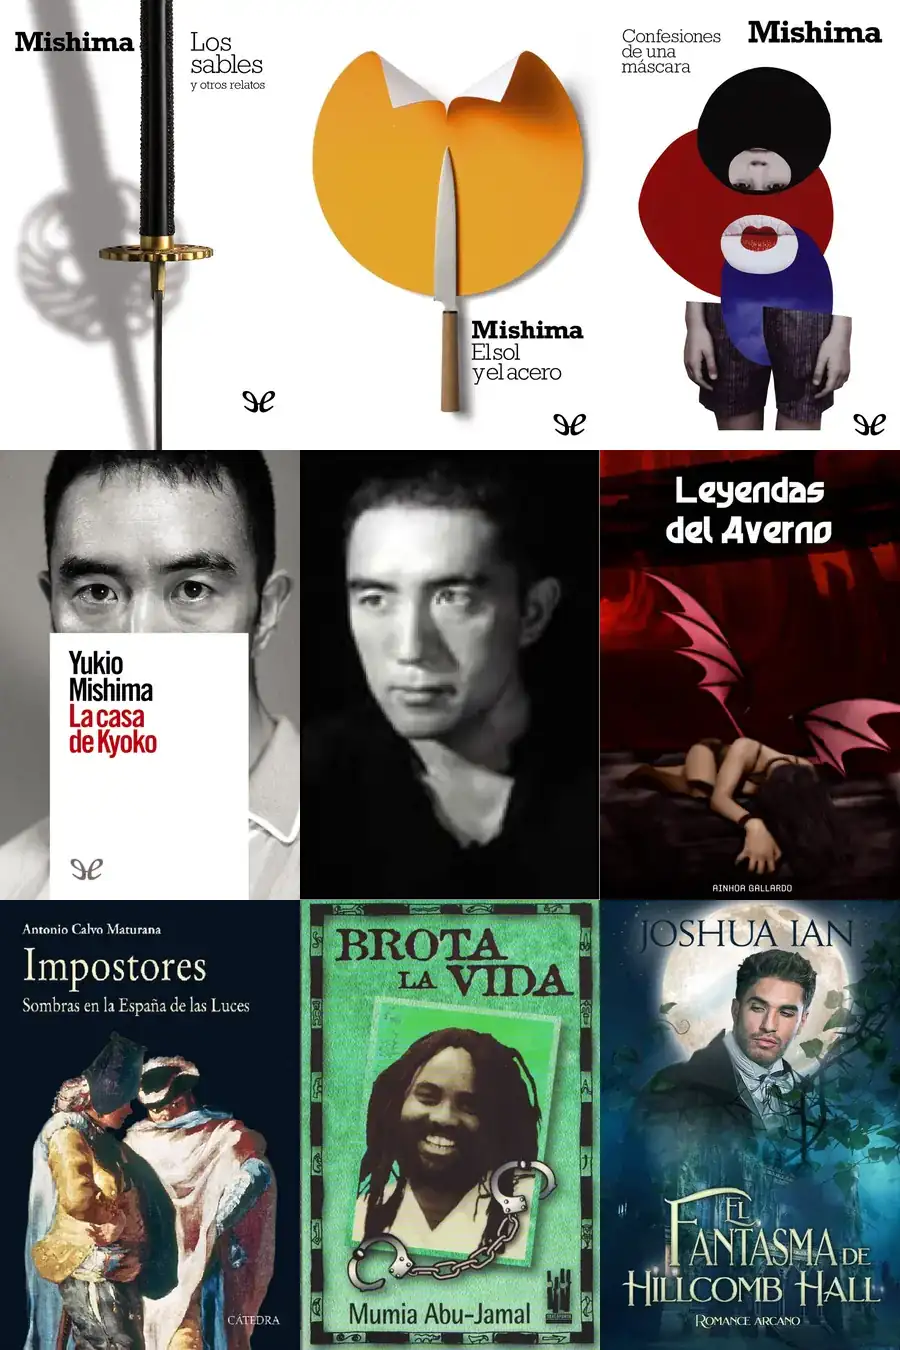 Mishima
Los
sables
y otros relatos
Mishima
El sol
y el acero
Confesiones
de una
máscara
Mishima
Yukio
Mishima
La casa
de Kyoko
Leyendas
del Averno
AINHOA GALLARDO
Antonio Calvo Maturana
Impostores
Sombras en la España de las Luces
CÁTEDRA
BROTA
LA VIDA
Mumia Abu-Jamal
JOSHUA IAN
EL
FANTASMA DE
HILLCOMB HALL
ROMANCE ARCANO